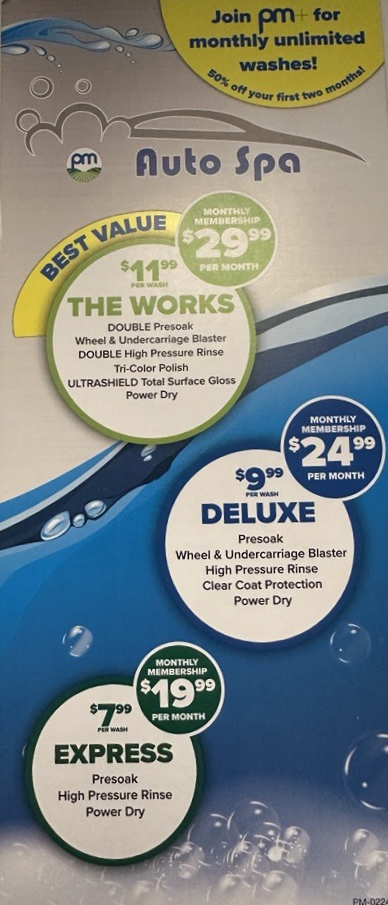 Join pm+ for
monthly unlimited
washes!
50% off your first two months!
pm
Auto Spa
BEST VALUE
MONTHLY
MEMBERSHIP
$29.99
PER MONTH
$11.99
PER WASH
THE WORKS
DOUBLE Presoak
Wheel & Undercarriage Blaster
DOUBLE High Pressure Rinse
Tri-Color Polish
ULTRASHIELD Total Surface Gloss
Power Dry
MONTHLY
MEMBERSHIP
$24.99
PER MONTH
$9.99
PER WASH
DELUXE
Presoak
Wheel & Undercarriage Blaster
High Pressure Rinse
Clear Coat Protection
Power Dry
MONTHLY
MEMBERSHIP
$19.99
PER MONTH
$7.99
PER WASH
EXPRESS
Presoak
High Pressure Rinse
Power Dry
PM-0224